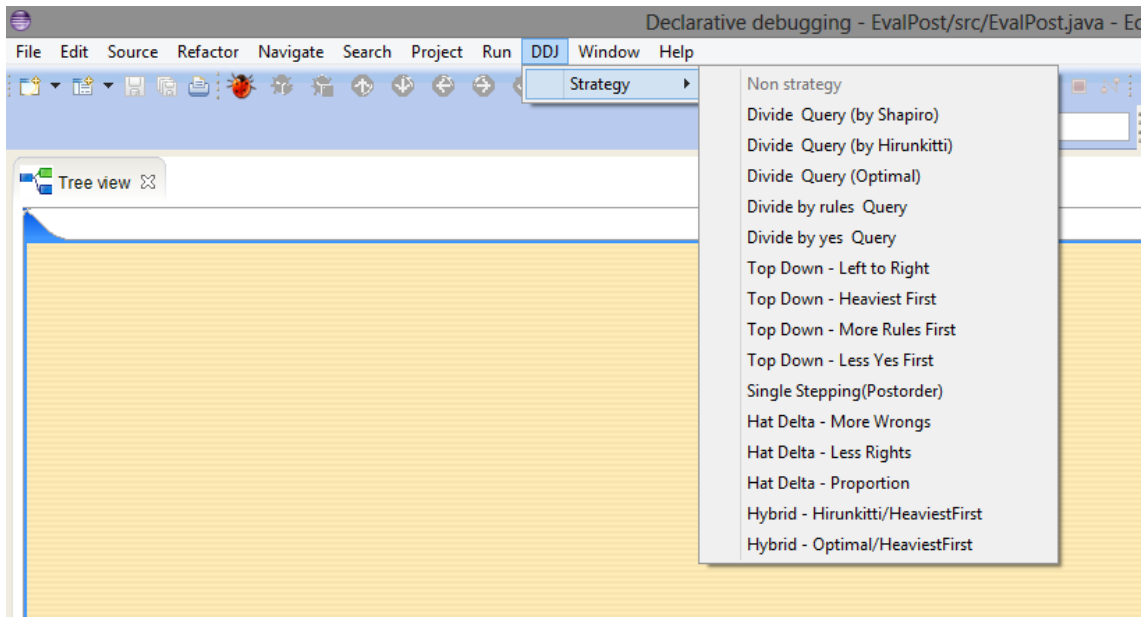 Declarative debugging - EvalPost/src/EvalPost.java - Ec
File Edit Source Refactor Navigate Search Project Run DDJ Window Help
Strategy
Non strategy
Divide  Query (by Shapiro)
Divide  Query (by Hirunkitti)
Divide  Query (Optimal)
Divide by rules  Query
Divide by yes  Query
Top Down - Left to Right
Top Down - Heaviest First
Top Down - More Rules First
Top Down - Less Yes First
Single Stepping(Postorder)
Hat Delta - More Wrongs
Hat Delta - Less Rights
Hat Delta - Proportion
Hybrid - Hirunkitti/HeaviestFirst
Hybrid - Optimal/HeaviestFirst
Tree view